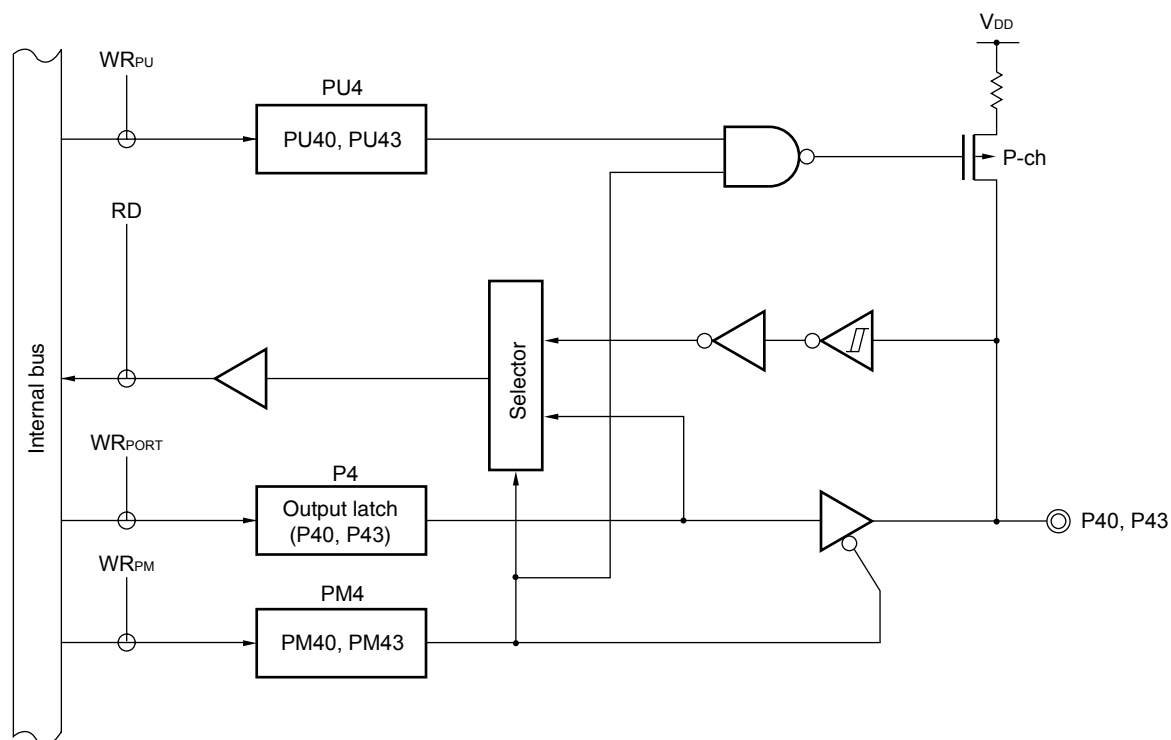 VDD
WRPU
PU4
PU40, PU43
P-ch
RD
Selector
Internal bus
WRPORT
P4
Output latch
(P40, P43)
P40, P43
WRPM
PM4
PM40, PM43